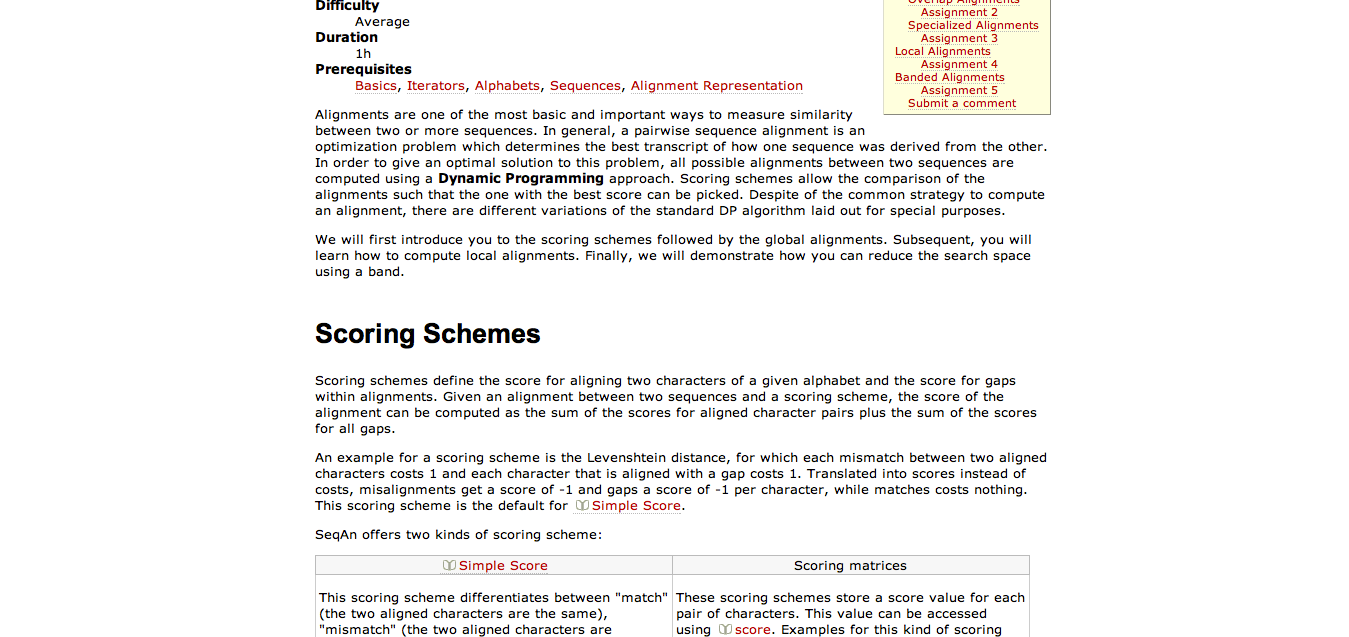 Difficulty
Average
Duration
1h
Prerequisites
Basics, Iterators, Alphabets, Sequences, Alignment Representation
Overlap Alignments
Assignment 2
Specialized Alignments
Assignment 3
Local Alignments
Assignment 4
Banded Alignments
Assignment 5
Submit a comment
Alignments are one of the most basic and important ways to measure similarity
between two or more sequences. In general, a pairwise sequence alignment is an
optimization problem which determines the best transcript of how one sequence was derived from the other.
In order to give an optimal solution to this problem, all possible alignments between two sequences are
computed using a Dynamic Programming approach. Scoring schemes allow the comparison of the
alignments such that the one with the best score can be picked. Despite of the common strategy to compute
an alignment, there are different variations of the standard DP algorithm laid out for special purposes.
We will first introduce you to the scoring schemes followed by the global alignments. Subsequent, you will
learn how to compute local alignments. Finally, we will demonstrate how you can reduce the search space
using a band.
Scoring Schemes
Scoring schemes define the score for aligning two characters of a given alphabet and the score for gaps
within alignments. Given an alignment between two sequences and a scoring scheme, the score of the
alignment can be computed as the sum of the scores for aligned character pairs plus the sum of the scores
for all gaps.
An example for a scoring scheme is the Levenshtein distance, for which each mismatch between two aligned
characters costs 1 and each character that is aligned with a gap costs 1. Translated into scores instead of
costs, misalignments get a score of -1 and gaps a score of -1 per character, while matches costs nothing.
This scoring scheme is the default for Simple Score.
SeqAn offers two kinds of scoring scheme:
Simple Score
This scoring scheme differentiates between "match"
(the two aligned characters are the same),
"mismatch" (the two aligned characters are
Scoring matrices
These scoring schemes store a score value for each
pair of characters. This value can be accessed
using score. Examples for this kind of scoring